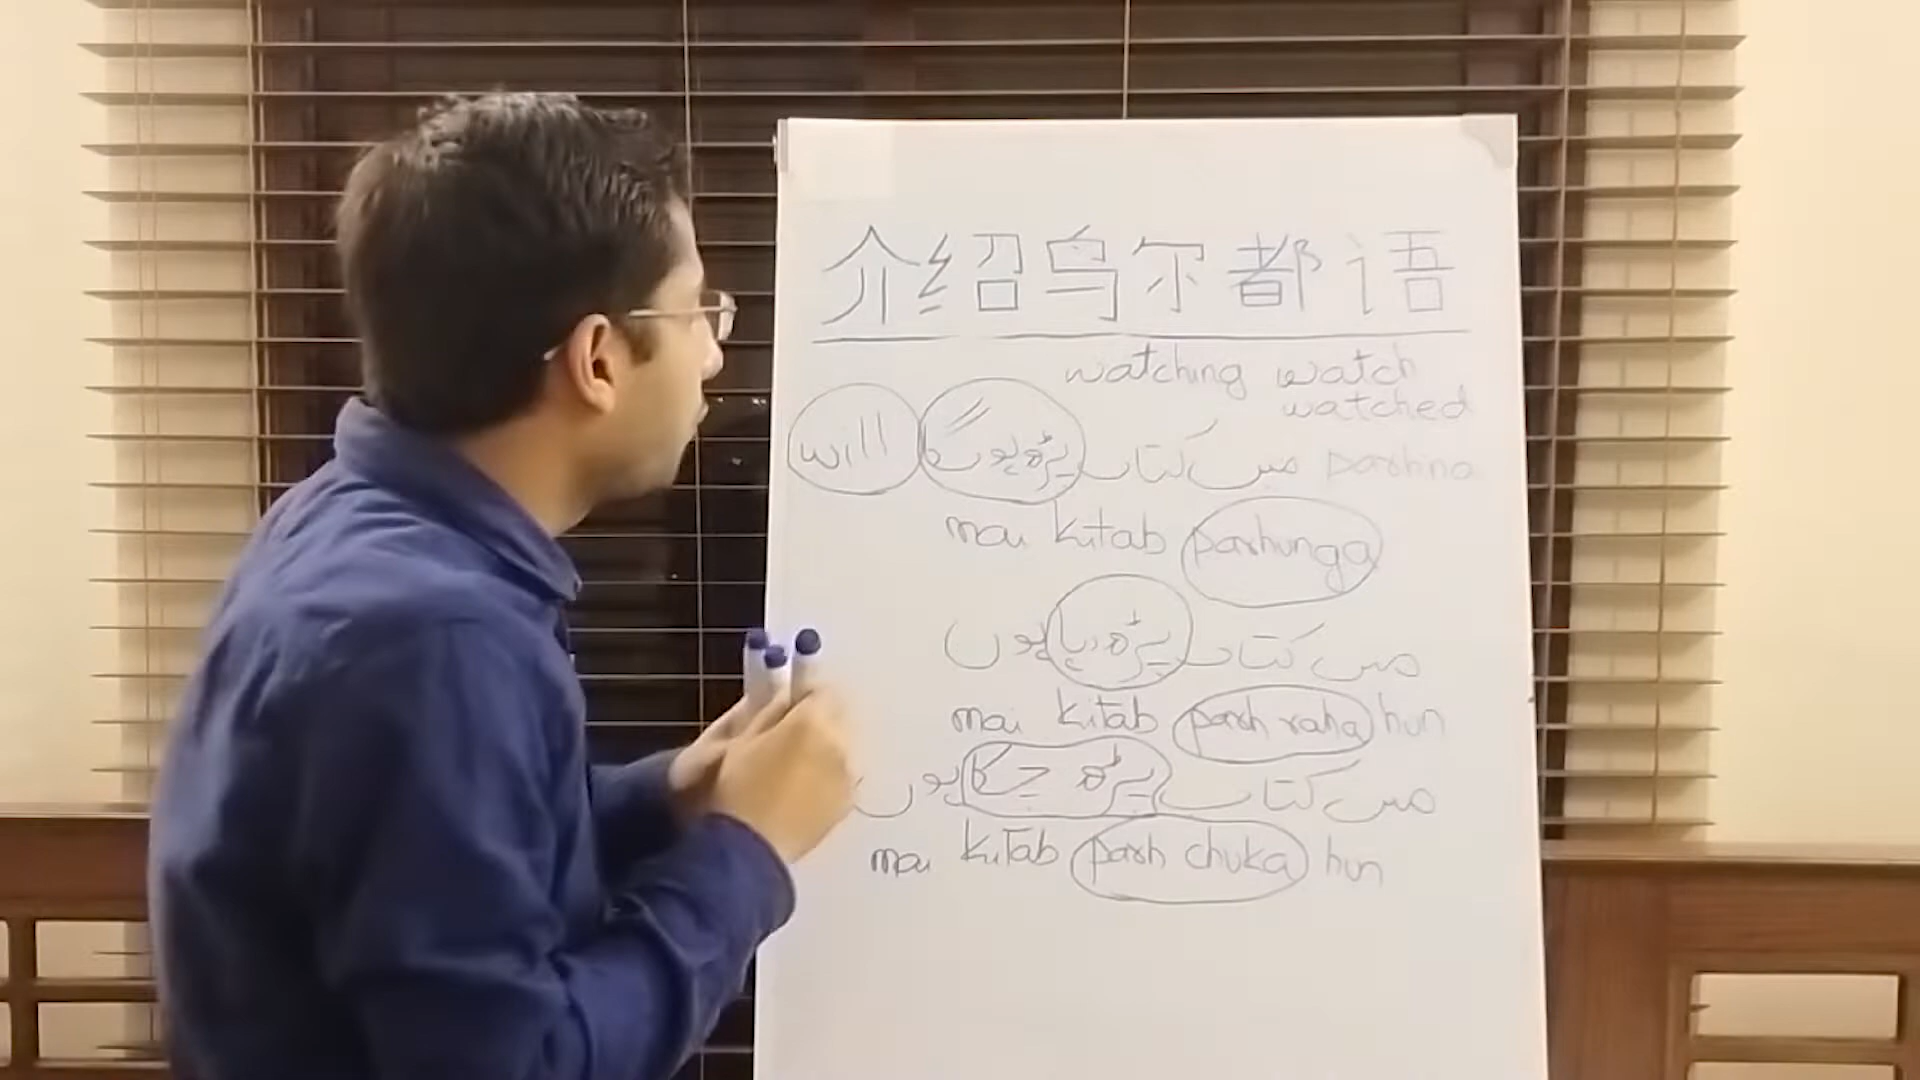 介绍乌尔都语
watching watch
watched
will میں کتاب پڑھوں گا parhna
mai kitab parhunga
میں کتاب پڑھ رہا ہوں
mai kitab parh raha hun
میں کتاب پڑھ چکا ہوں
mai kitab parh chuka hun